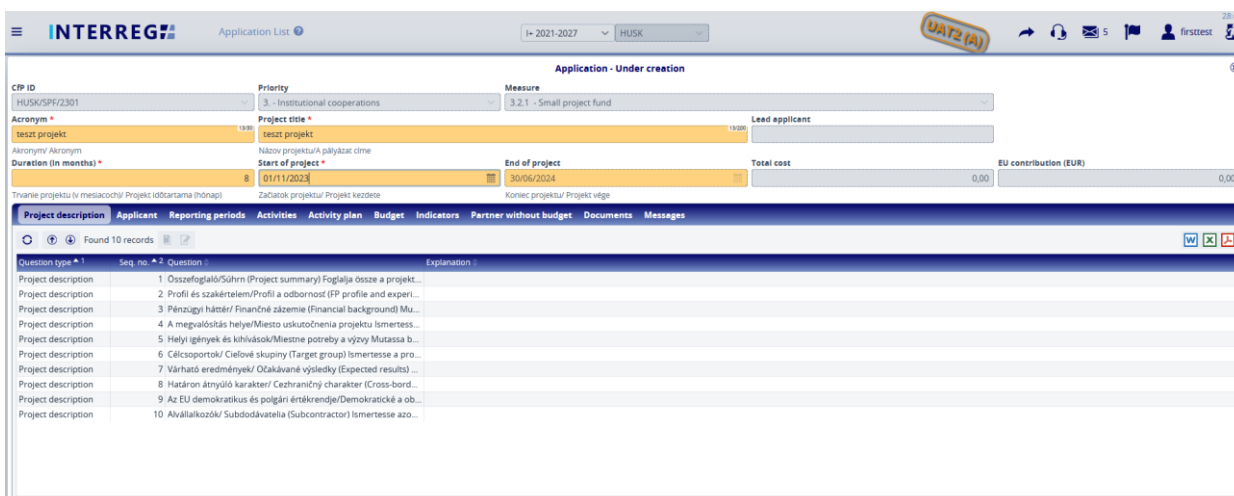 INTERREG Application List I+ 2021-2027 HUSK UAT2 (A) 5 firsttest
Application - Under creation
CfP ID Priority Measure
HUSK/SPF/2301 3. - Institutional cooperations 3.2.1 - Small project fund
Acronym * Project title * Lead applicant
teszt projekt 13/30 teszt projekt 13/200
Akronym/ Akronym Názov projektu/A pályázat címe
Duration (in months) * Start of project * End of project Total cost EU contribution (EUR)
8 01/11/2023 30/06/2024 0,00 0,00
Trvanie projektu (v mesiacoch)/ Projekt időtartama (hónap) Začiatok projektu/ Projekt kezdete Koniec projektu/ Projekt vége
Project description Applicant Reporting periods Activities Activity plan Budget Indicators Partner without budget Documents Messages
Found 10 records
Question type 1 Seq. no. 2 Question Explanation
Project description 1 Összefoglaló/Súhrn (Project summary) Foglalja össze a projekt...
Project description 2 Profil és szakértelem/Profil a odbornosť (FP profile and experi...
Project description 3 Pénzügyi háttér/ Finančné zázemie (Financial background) Mu...
Project description 4 A megvalósítás helye/Miesto uskutočnenia projektu Ismertess...
Project description 5 Helyi igények és kihívások/Miestne potreby a výzvy Mutassa b...
Project description 6 Célcsoportok/ Cieľové skupiny (Target group) Ismertesse a pro...
Project description 7 Várható eredmények/ Očakávané výsledky (Expected results) ...
Project description 8 Határon átnyúló karakter/ Cezhraničný charakter (Cross-bord...
Project description 9 Az EU demokratikus és polgári értékrendje/Demokratické a ob...
Project description 10 Alvállalkozók/ Subdodávatelia (Subcontractor) Ismertesse azo...